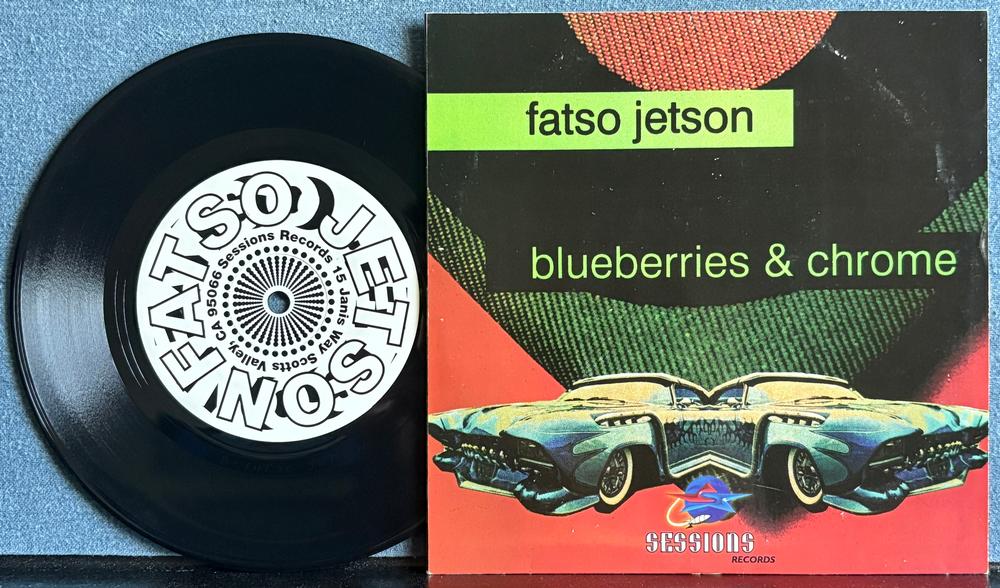 FATSO JETSON
Sessions Records 15 Janis Way Scotts Valley, CA 95066
fatso jetson
blueberries & chrome
S
SESSIONS
RECORDS